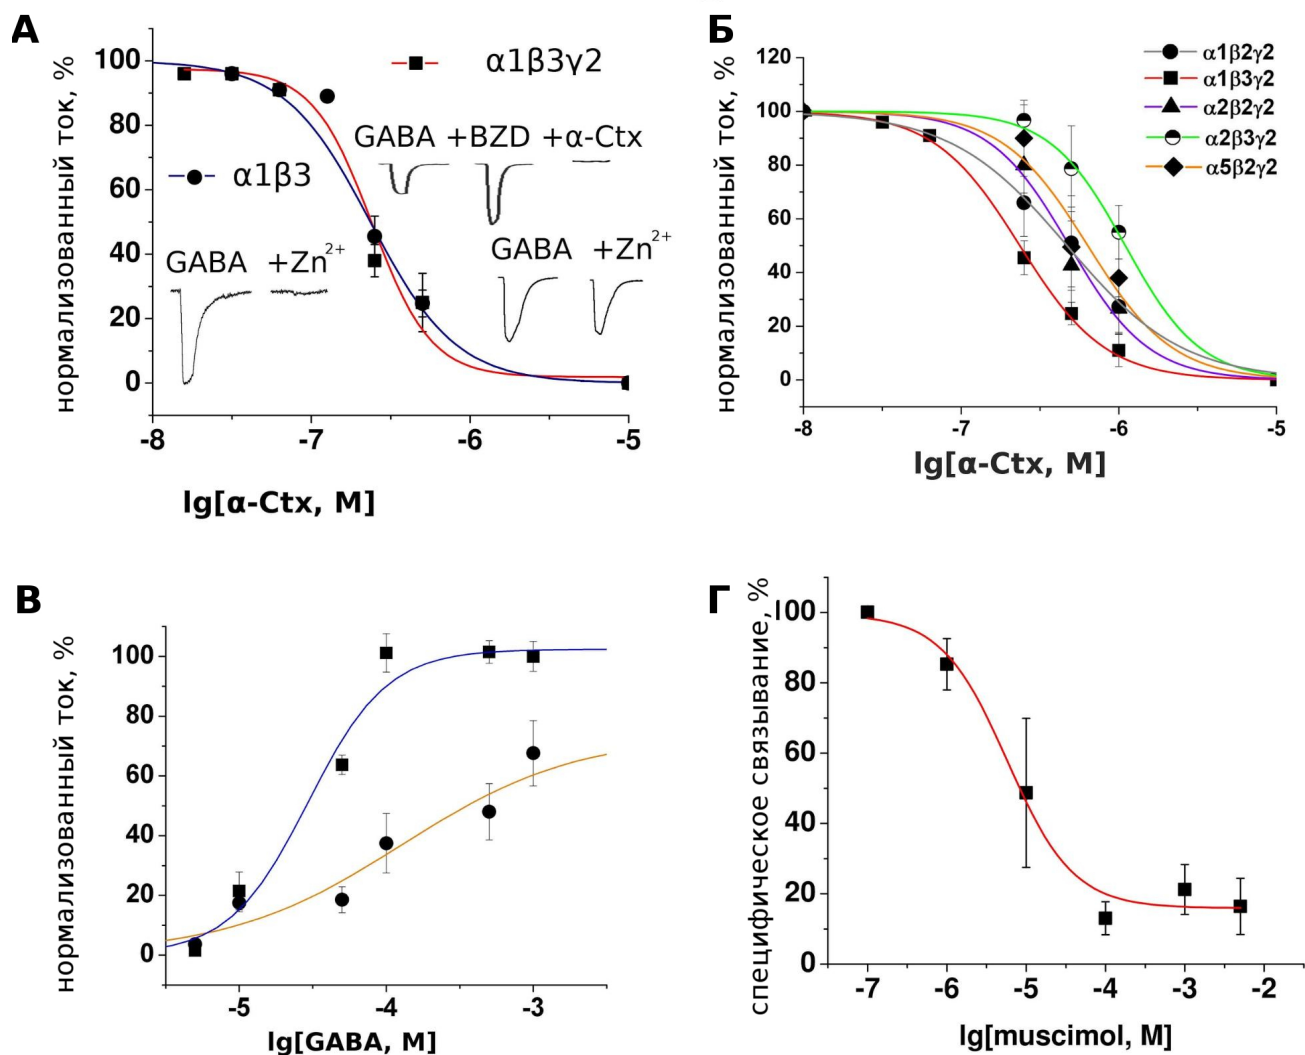 А
нормализованный ток, %
100
80
60
40
20
0
α1β3γ2
GABA +BZD +α-Ctx
α1β3
GABA +Zn²⁺
GABA +Zn²⁺
-8 -7 -6 -5
lg[α-Ctx, M]
Б
нормализованный ток, %
120
100
80
60
40
20
0
α1β2γ2
α1β3γ2
α2β2γ2
α2β3γ2
α5β2γ2
-8 -7 -6 -5
lg[α-Ctx, M]
В
нормализованный ток, %
100
80
60
40
20
0
-5 -4 -3
lg[GABA, M]
Г
специфическое связывание, %
100
80
60
40
20
0
-7 -6 -5 -4 -3 -2
lg[muscimol, M]